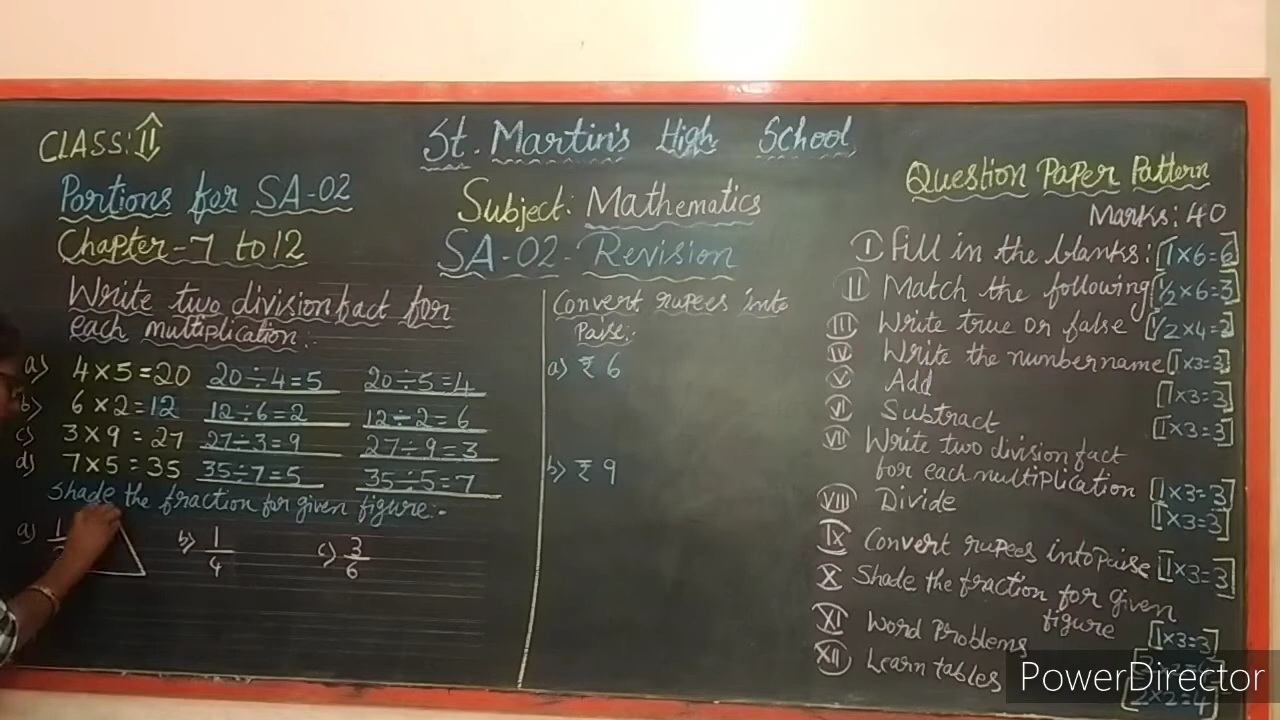 CLASS: II
St. Martin's High School
Portions for SA-02
Subject: Mathematics
Chapter-7 to 12
SA-02-Revision
Write two division fact for
each multiplication:-
a) 4×5=20 20÷4=5 20÷5=4
b) 6×2=12 12÷6=2 12÷2=6
c) 3×9=27 27÷3=9 27÷9=3
d) 7×5=35 35÷7=5 35÷5=7
Shade the fraction for given figure:-
a) 1
b) 1/4 c) 3/6
Convert rupees into
Paise:-
a) ₹ 6
b) ₹ 9
Question Paper Pattern
Marks: 40
I Fill in the blanks: [1×6=6]
II Match the following [1/2×6=3]
III Write true or false [1/2×4=2]
IV Write the number name [1×3=3]
V Add [1×3=3]
VI Subtract [1×3=3]
VII Write two division fact
for each multiplication [1×3=3]
VIII Divide [1×3=3]
IX Convert rupees into Paise [1×3=3]
X Shade the fraction for given
figure [1×3=3]
XI Word Problems
XII Learn tables [2×2=4]
PowerDirector